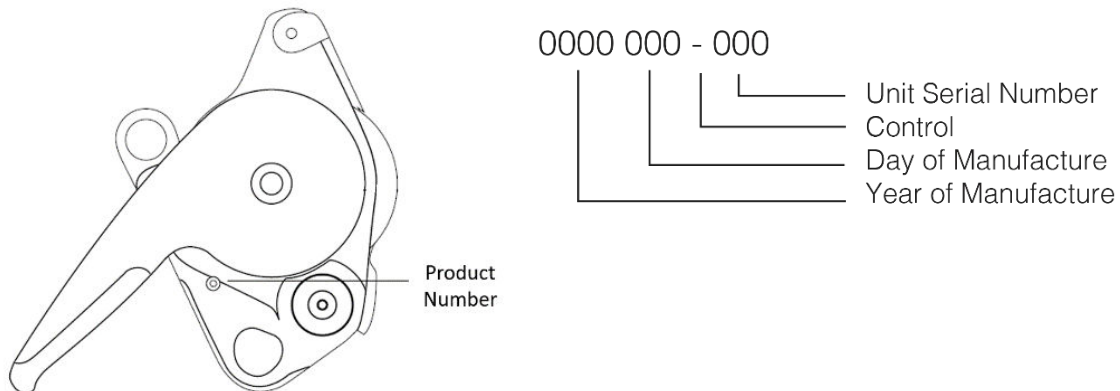 0000 000 - 000
Unit Serial Number
Control
Day of Manufacture
Year of Manufacture
Product
Number